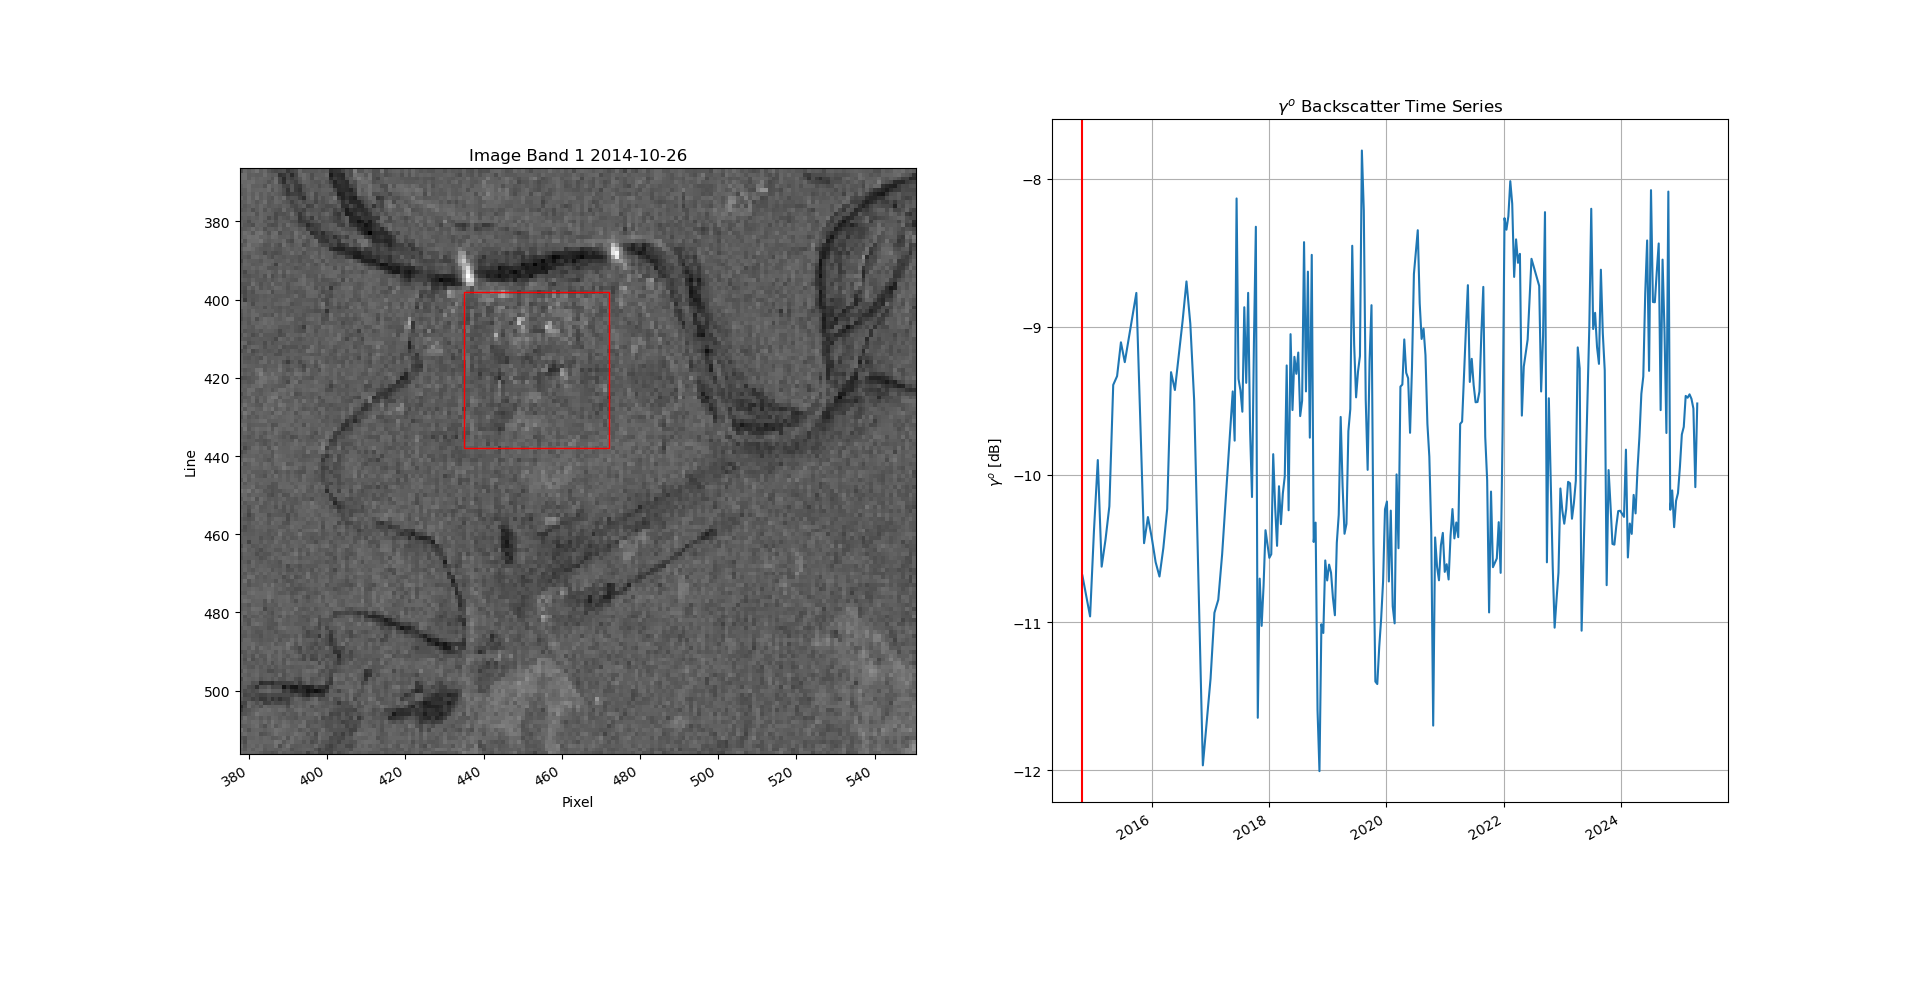 Image Band 1 2014-10-26
Line
380
400
420
440
460
480
500
380 400 420 440 460 480 500 520 540
Pixel
γ° Backscatter Time Series
γ° [dB]
−8
−9
−10
−11
−12
2016 2018 2020 2022 2024